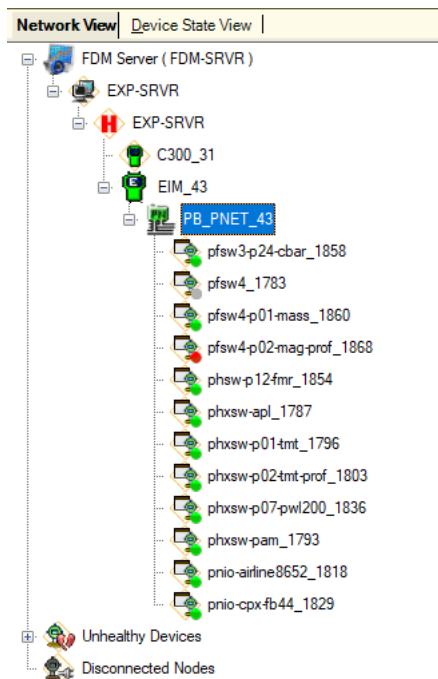 Network View Device State View
FDM Server ( FDM-SRVR )
EXP-SRVR
H EXP-SRVR
C300_31
E EIM_43
PN PB_PNET_43
pfsw3-p24-cbar_1858
pfsw4_1783
pfsw4-p01-mass_1860
pfsw4-p02-mag-prof_1868
phsw-p12-fmr_1854
phxsw-apl_1787
phxsw-p01-tmt_1796
phxsw-p02-tmt-prof_1803
phxsw-p07-pwl200_1836
phxsw-pam_1793
pnio-airline8652_1818
pnio-cpx-fb44_1829
Unhealthy Devices
Disconnected Nodes